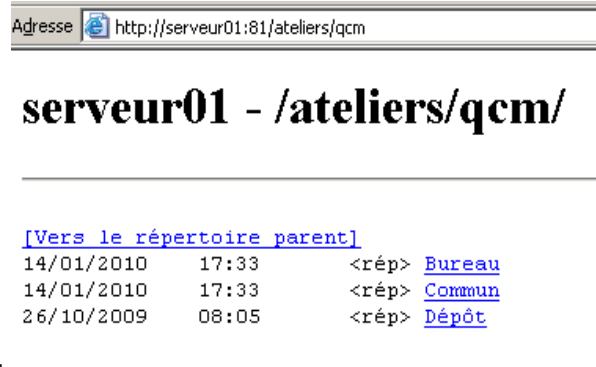 Adresse http://serveur01:81/ateliers/qcm
serveur01 - /ateliers/qcm/
[Vers le répertoire parent]
14/01/2010 17:33 <rép> Bureau
14/01/2010 17:33 <rép> Commun
26/10/2009 08:05 <rép> Dépôt